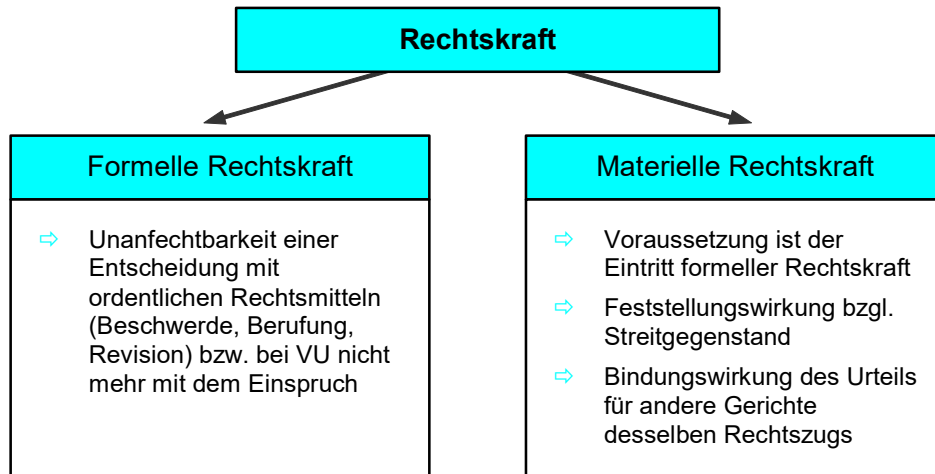 Rechtskraft
Formelle Rechtskraft
⇨ Unanfechtbarkeit einer
Entscheidung mit
ordentlichen Rechtsmitteln
(Beschwerde, Berufung,
Revision) bzw. bei VU nicht
mehr mit dem Einspruch
Materielle Rechtskraft
⇨ Voraussetzung ist der
Eintritt formeller Rechtskraft
⇨ Feststellungswirkung bzgl.
Streitgegenstand
⇨ Bindungswirkung des Urteils
für andere Gerichte
desselben Rechtszugs